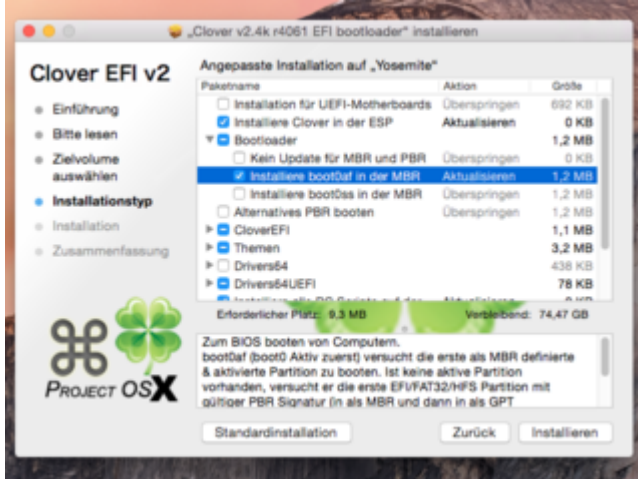 „Clover v2.4k r4061 EFI bootloader“ installieren
Clover EFI v2
Einführung
Bitte lesen
Zielvolume
auswählen
Installationstyp
Installation
Zusammenfassung
Angepasste Installation auf „Yosemite“
Paketname Aktion Größe
Installation für UEFI-Motherboards Überspringen 692 KB
Installiere Clover in der ESP Aktualisieren 0 KB
Bootloader 1,2 MB
Kein Update für MBR und PBR Überspringen 0 KB
Installiere boot0af in der MBR Aktualisieren 1,2 MB
Installiere boot0ss in der MBR Überspringen 1,2 MB
Alternatives PBR booten Überspringen 1,2 MB
CloverEFI 1,1 MB
Themen 3,2 MB
Drivers64 438 KB
Drivers64UEFI 78 KB
Erforderlicher Platz: 9,3 MB Verbleibend: 74,47 GB
Zum BIOS booten von Computern.
boot0af (boot0 Aktiv zuerst) versucht die erste als MBR definierte
& aktivierte Partition zu booten. Ist keine aktive Partition
vorhanden, versucht er die erste EFI/FAT32/HFS Partition mit
gültiger PBR Signatur (in als MBR und dann in als GPT
PROJECT OSX
Standardinstallation Zurück Installieren